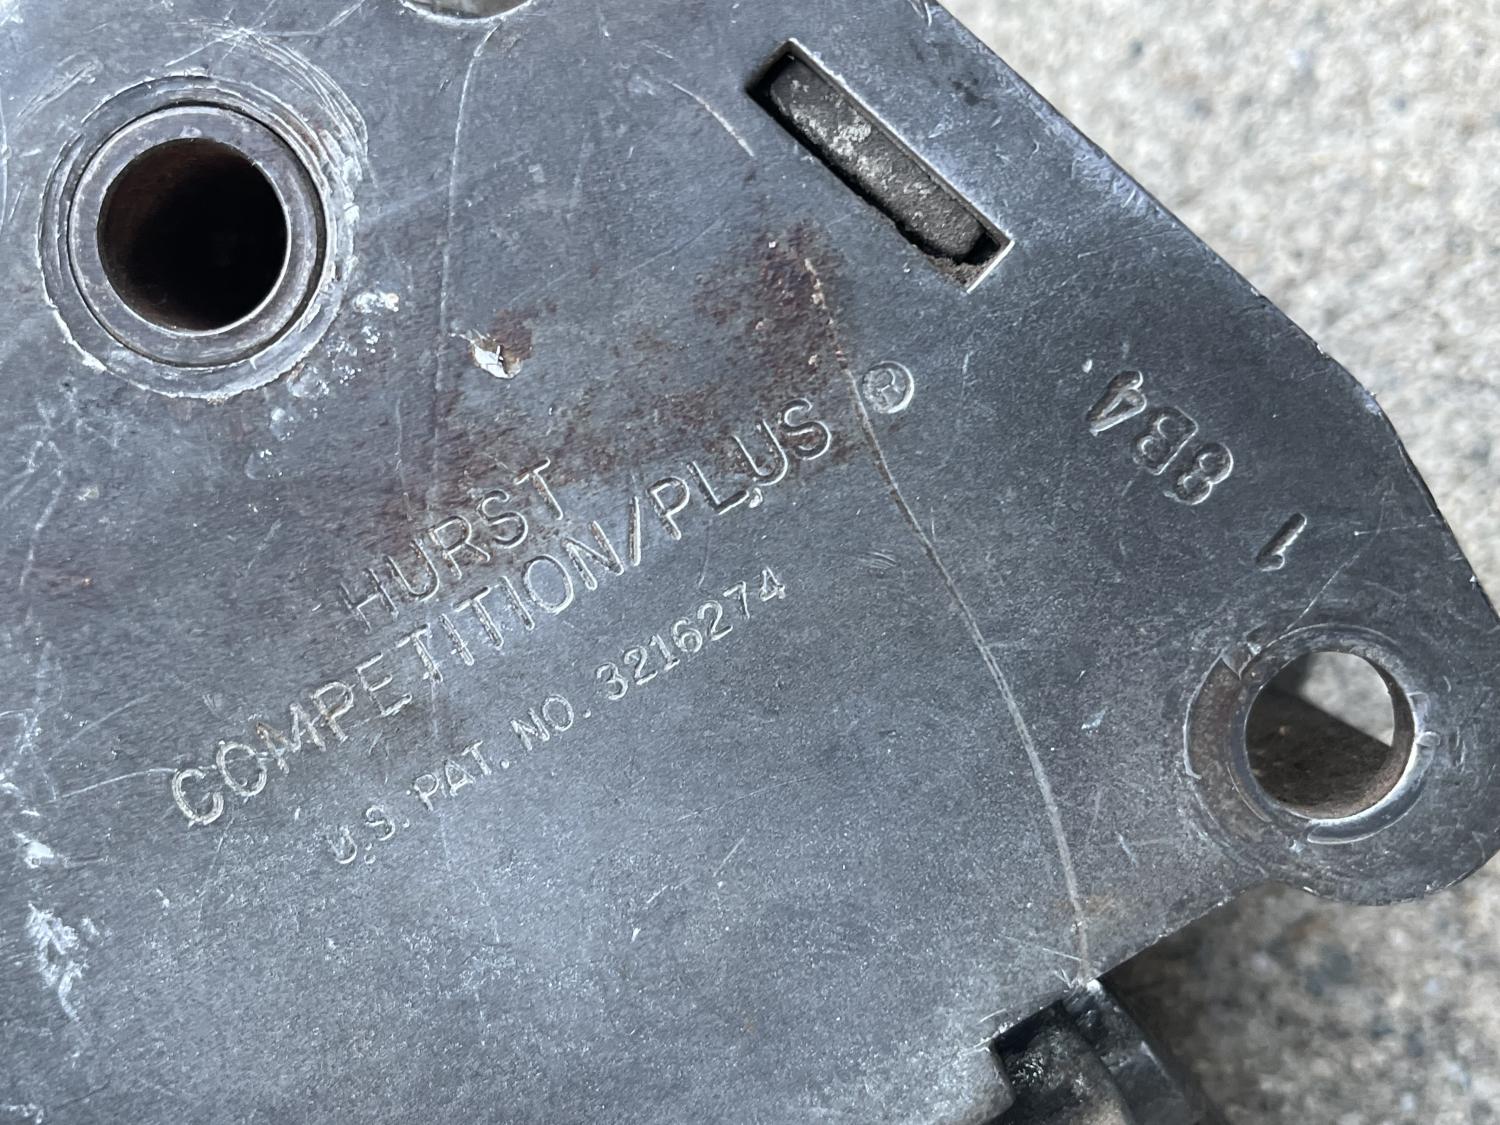 HURST
COMPETITION/PLUS ®
U.S. PAT. NO. 3216274
1 8B4